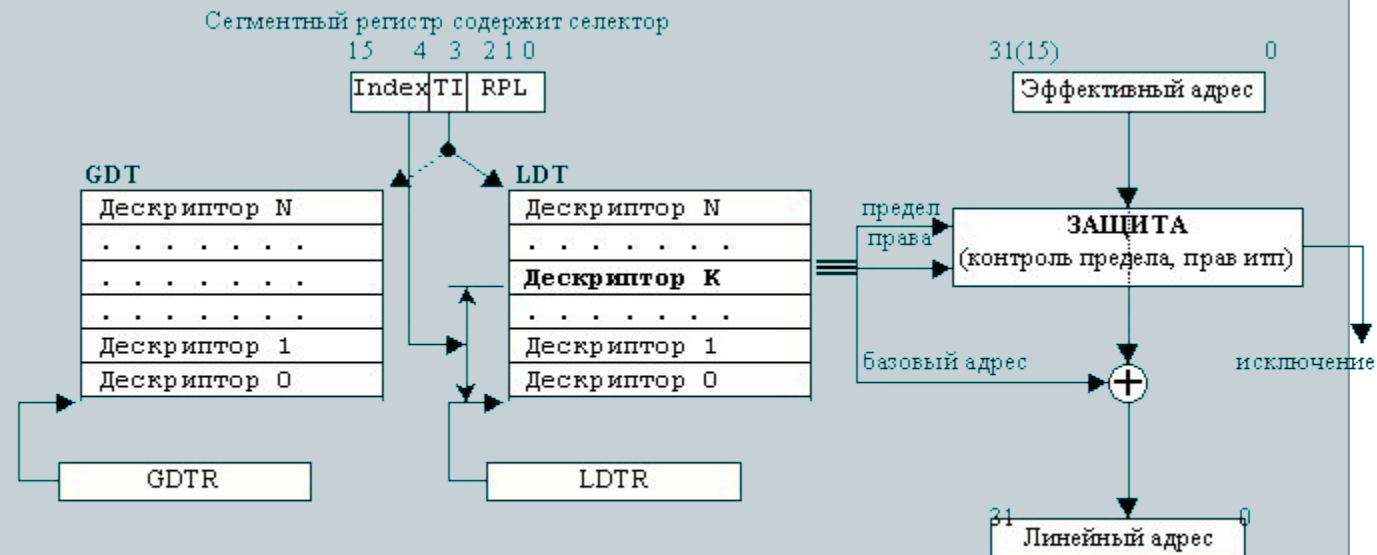 Сегментный регистр содержит селектор
15 4 3 2 1 0
Index TI RPL
31(15) 0
Эффективный адрес
GDT
Дескриптор N
. . . . . . .
. . . . . . .
. . . . . . .
Дескриптор 1
Дескриптор 0
GDTR
LDT
Дескриптор N
. . . . . . .
Дескриптор K
. . . . . . .
Дескриптор 1
Дескриптор 0
LDTR
предел
права
базовый адрес
ЗАЩИТА
(контроль предела, прав итп)
исключение
+
31 0
Линейный адрес